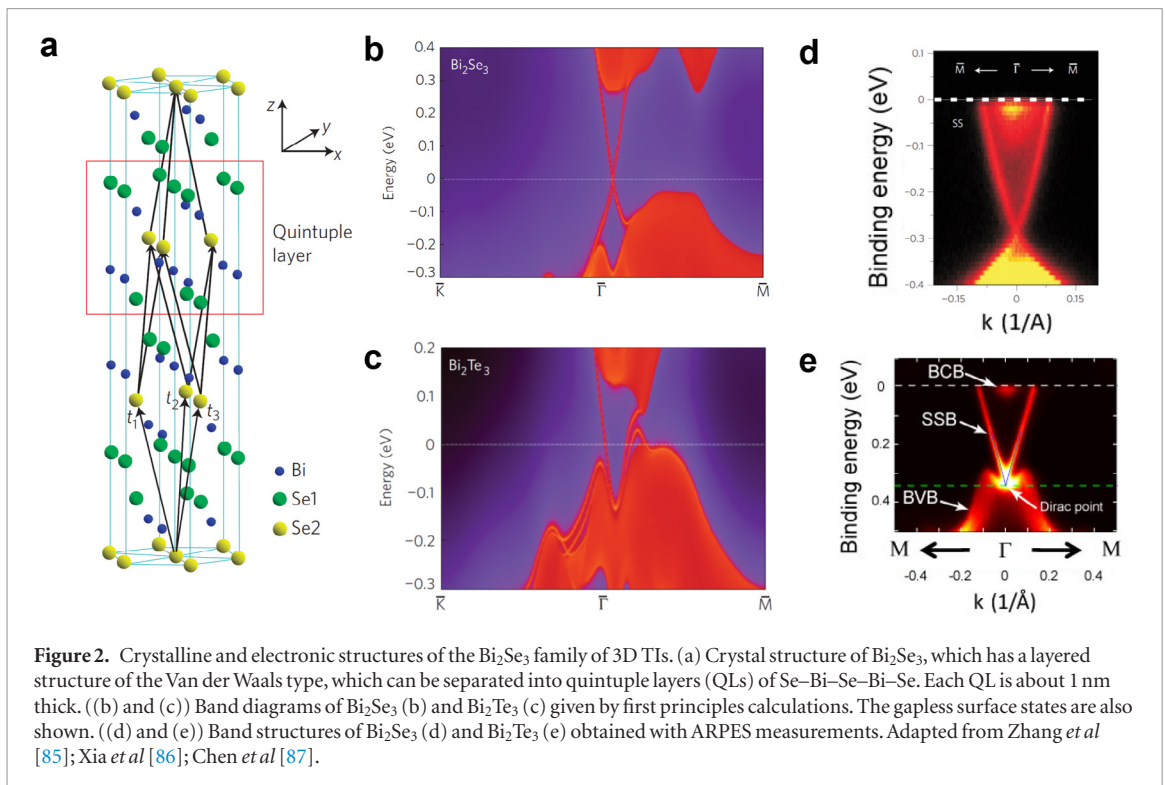 a
z
y
x
Quintuple
layer
t₁
t₂
t₃
Bi
Se1
Se2
b
Bi₂Se₃
Energy (eV)
0.4
0.3
0.2
0.1
0
−0.1
−0.2
−0.3
K̅
Γ̅
M̅
c
Bi₂Te₃
Energy (eV)
0.2
0.1
0
−0.1
−0.2
−0.3
K̅
Γ̅
M̅
d
M̅ ← Γ̅ → M̅
SS
Binding energy (eV)
0
-0.1
-0.2
-0.3
-0.4
-0.15 0 0.15
k (1/A)
e
BCB
SSB
BVB
Dirac point
Binding energy (eV)
0
0.2
0.4
M Γ M
-0.4 -0.2 0 0.2 0.4
k (1/Å)
Figure 2. Crystalline and electronic structures of the Bi₂Se₃ family of 3D TIs. (a) Crystal structure of Bi₂Se₃, which has a layered
structure of the Van der Waals type, which can be separated into quintuple layers (QLs) of Se–Bi–Se–Bi–Se. Each QL is about 1 nm
thick. ((b) and (c)) Band diagrams of Bi₂Se₃ (b) and Bi₂Te₃ (c) given by first principles calculations. The gapless surface states are also
shown. ((d) and (e)) Band structures of Bi₂Se₃ (d) and Bi₂Te₃ (e) obtained with ARPES measurements. Adapted from Zhang et al
[85]; Xia et al [86]; Chen et al [87].